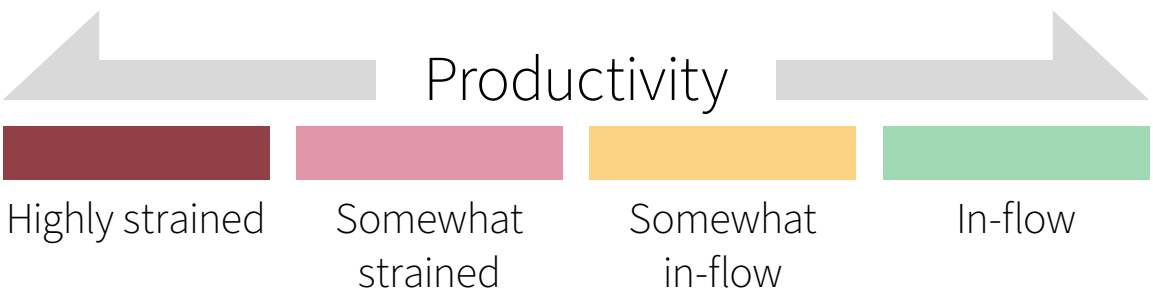 Productivity
Highly strained
Somewhat
strained
Somewhat
in-flow
In-flow